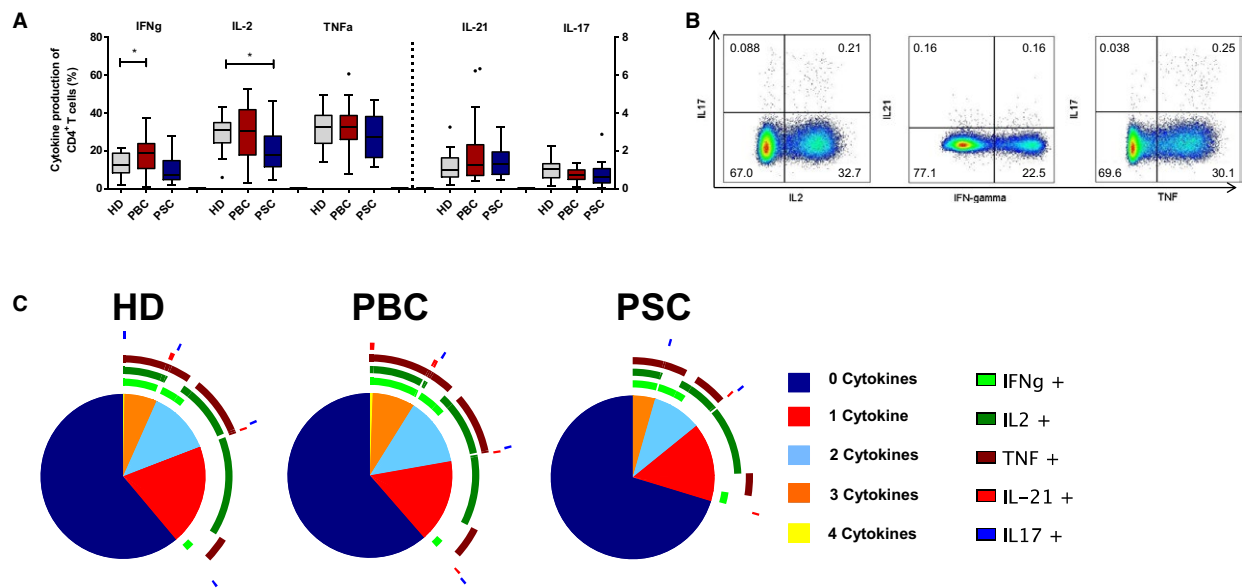 A
IFNg
IL-2
TNFa
IL-21
IL-17
Cytokine production of
CD4+ T cells (%)
80
60
40
20
0
8
6
4
2
0
*
*
HD
PBC
PSC
HD
PBC
PSC
HD
PBC
PSC
HD
PBC
PSC
HD
PBC
PSC
B
IL17
0.088
0.21
67.0
32.7
IL2
IL21
0.16
0.16
77.1
22.5
IFN-gamma
IL17
0.038
0.25
69.6
30.1
TNF
C
HD
PBC
PSC
0 Cytokines
1 Cytokine
2 Cytokines
3 Cytokines
4 Cytokines
IFNg +
IL2 +
TNF +
IL-21 +
IL17 +